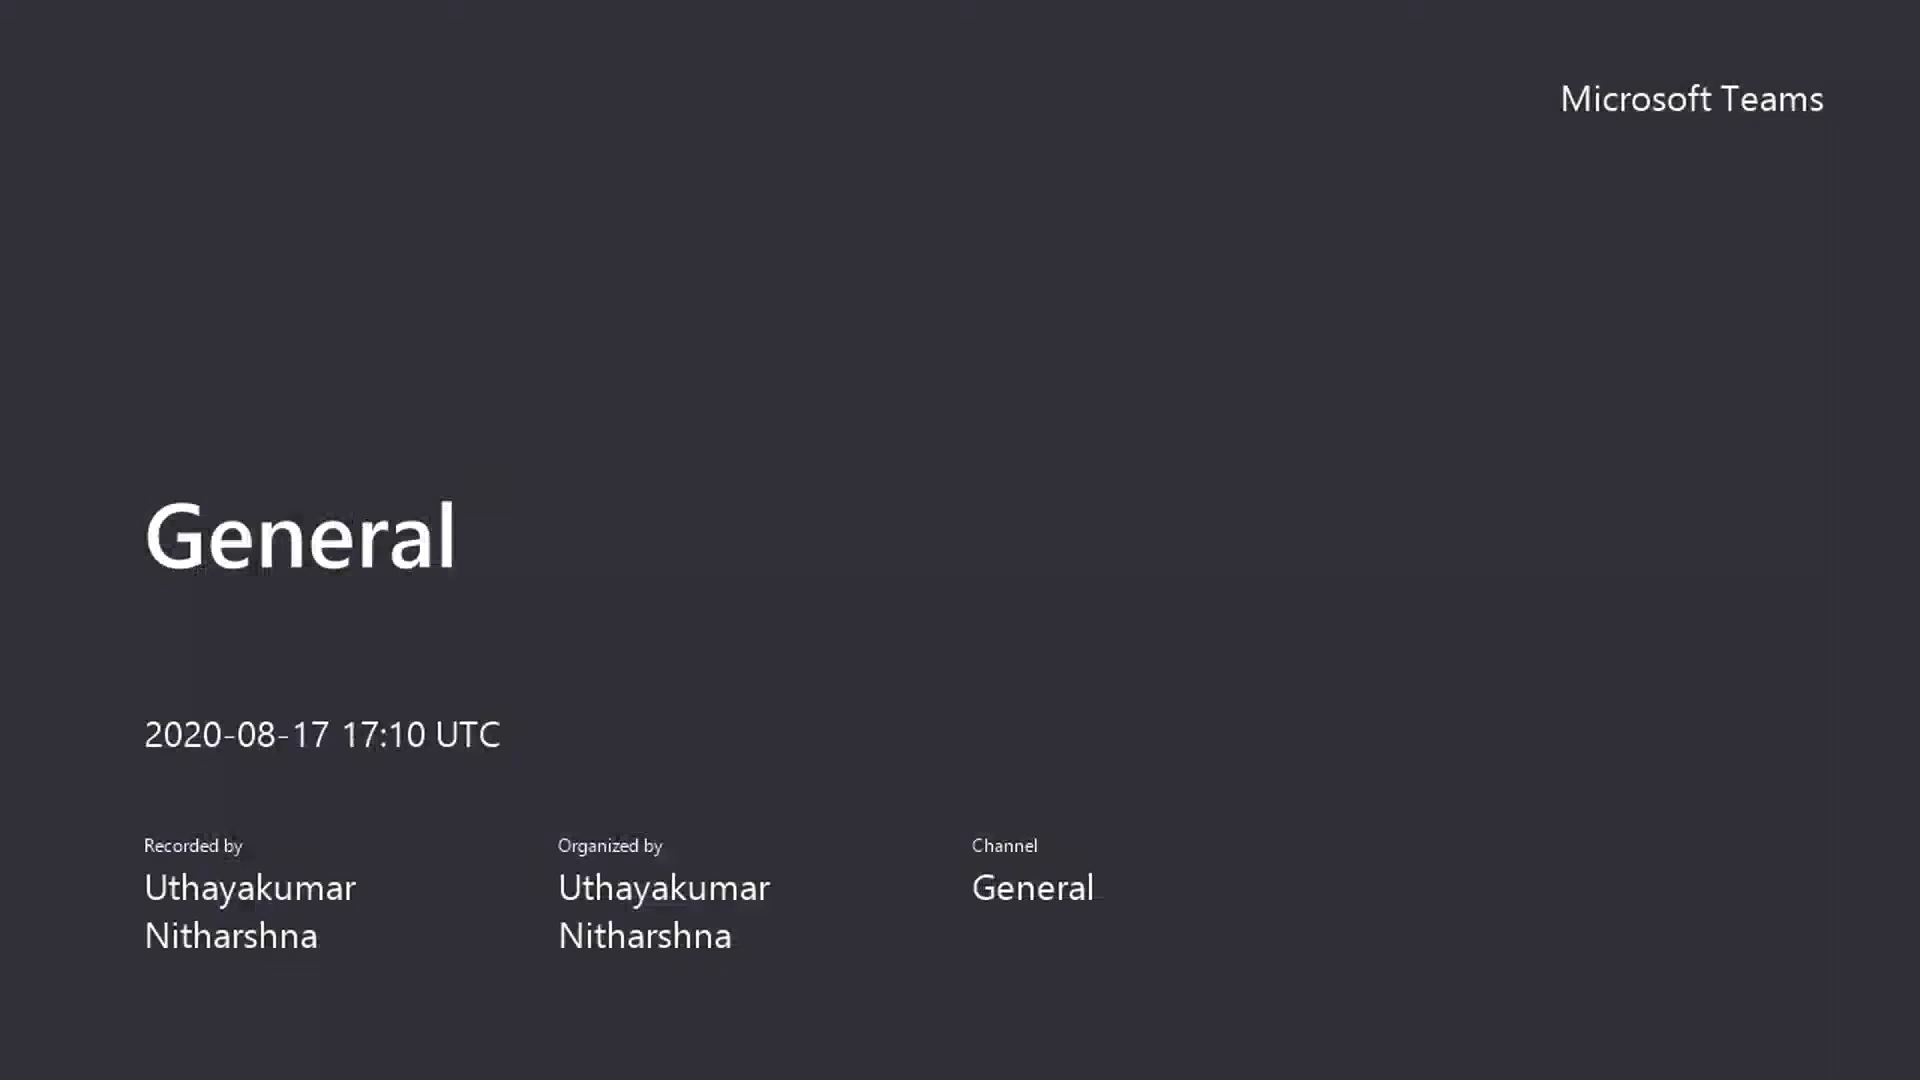 Microsoft Teams
General
2020-08-17 17:10 UTC
Recorded by
Uthayakumar
Nitharshna
Organized by
Uthayakumar
Nitharshna
Channel
General